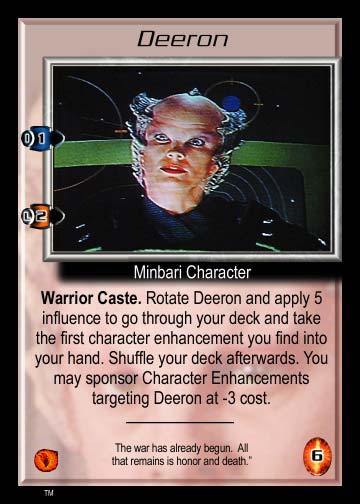 Deeron
D 1
L 2
Minbari Character
Warrior Caste. Rotate Deeron and apply 5
influence to go through your deck and take
the first character enhancement you find into
your hand. Shuffle your deck afterwards. You
may sponsor Character Enhancements
targeting Deeron at -3 cost.
The war has already begun. All
that remains is honor and death."
6
TM